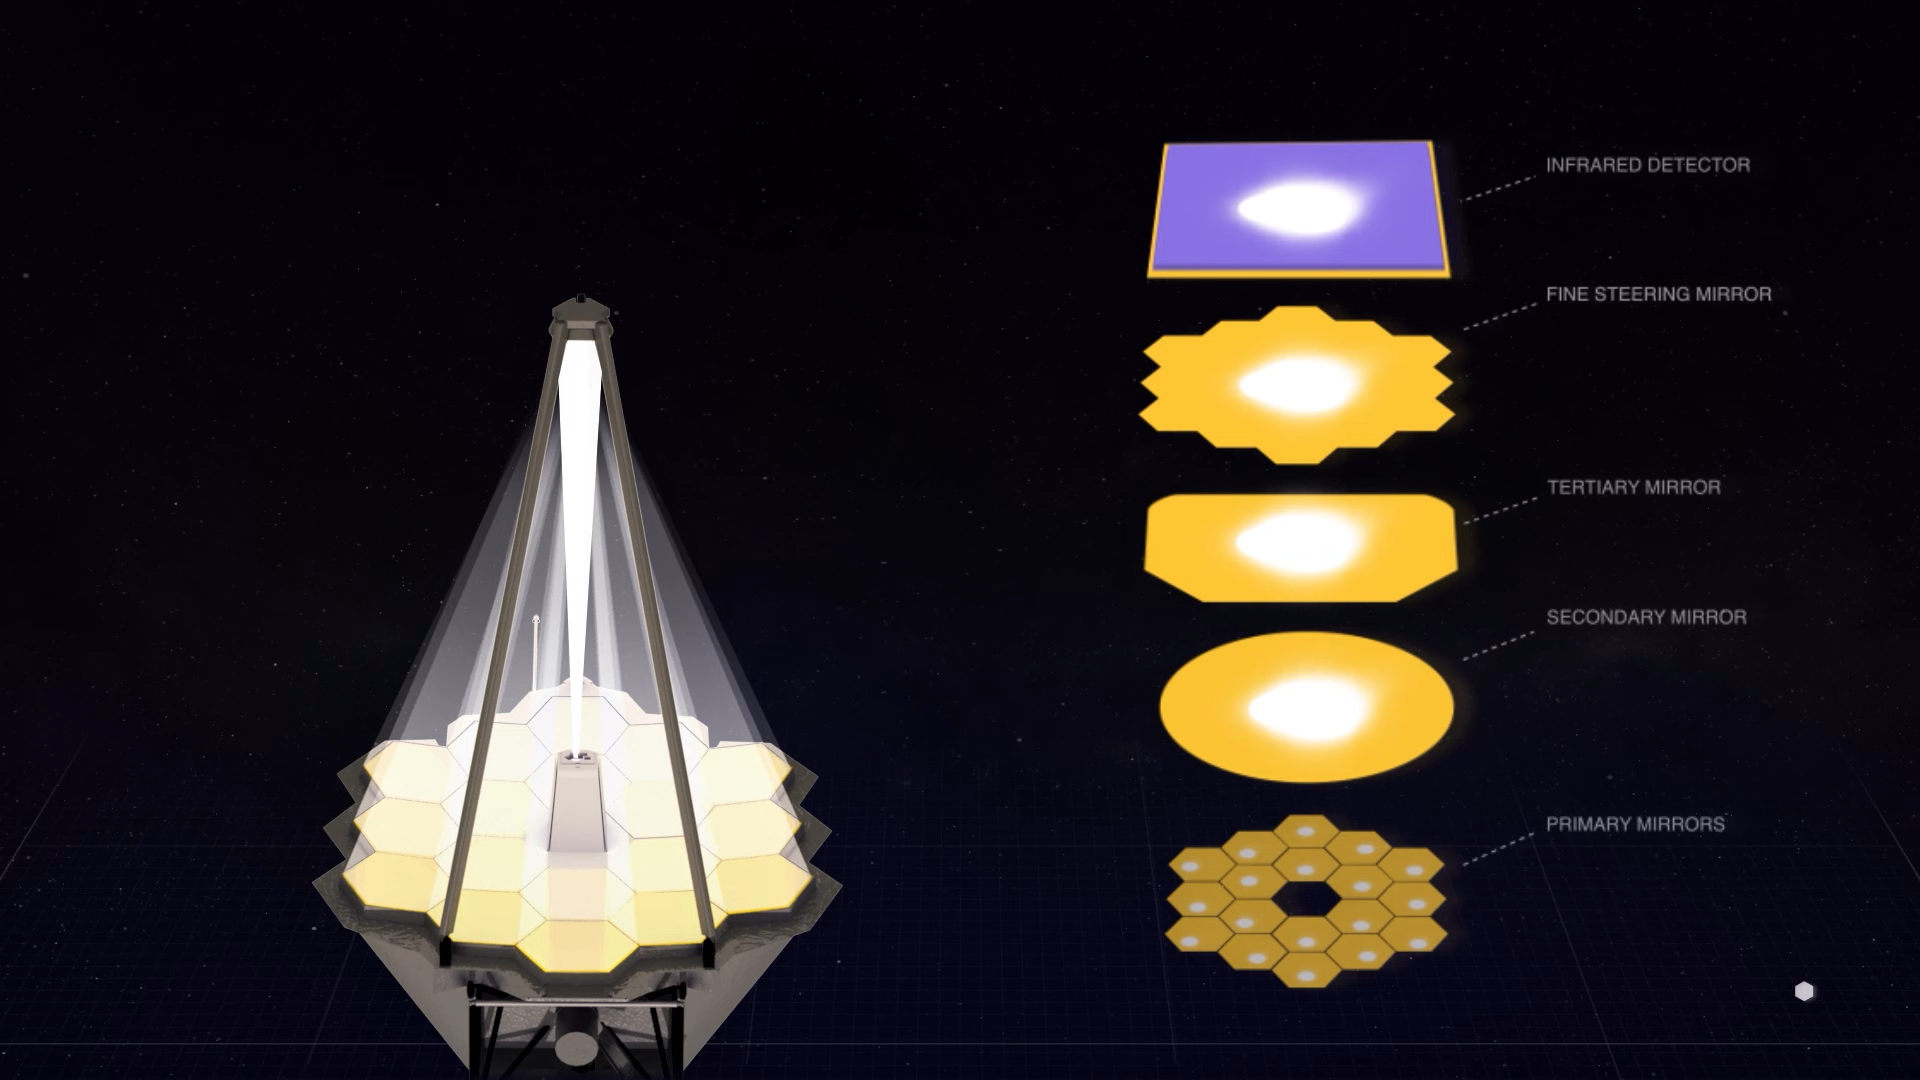 INFRARED DETECTOR
FINE STEERING MIRROR
TERTIARY MIRROR
SECONDARY MIRROR
PRIMARY MIRRORS